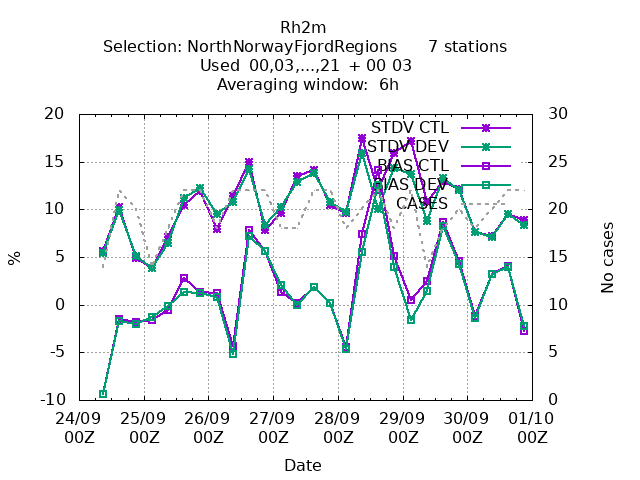 Rh2m
Selection: NorthNorwayFjordRegions 7 stations
Used 00,03,...,21 + 00 03
Averaging window: 6h
20 30
STDV CTL
STDV DEV
15 25
BIAS CTL
BIAS DEV
10 20
CASES
5 15
% No cases
0 10
-5 5
-10 0
24/09 25/09 26/09 27/09 28/09 29/09 30/09 01/10
00Z 00Z 00Z 00Z 00Z 00Z 00Z 00Z
Date